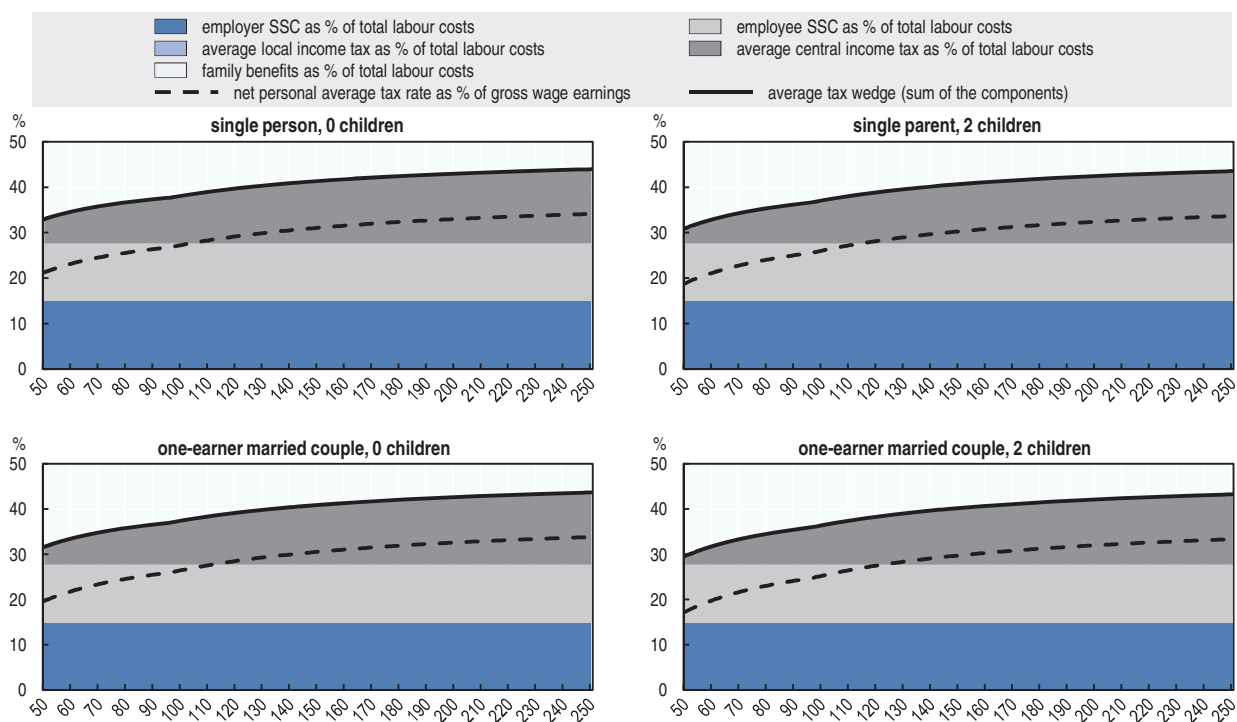 employer SSC as % of total labour costs
employee SSC as % of total labour costs
average local income tax as % of total labour costs
average central income tax as % of total labour costs
family benefits as % of total labour costs
net personal average tax rate as % of gross wage earnings
average tax wedge (sum of the components)
%
single person, 0 children
50
40
30
20
10
0
50 60 70 80 90 100 110 120 130 140 150 160 170 180 190 200 210 220 230 240 250
%
single parent, 2 children
50
40
30
20
10
0
50 60 70 80 90 100 110 120 130 140 150 160 170 180 190 200 210 220 230 240 250
%
one-earner married couple, 0 children
50
40
30
20
10
0
50 60 70 80 90 100 110 120 130 140 150 160 170 180 190 200 210 220 230 240 250
%
one-earner married couple, 2 children
50
40
30
20
10
0
50 60 70 80 90 100 110 120 130 140 150 160 170 180 190 200 210 220 230 240 250